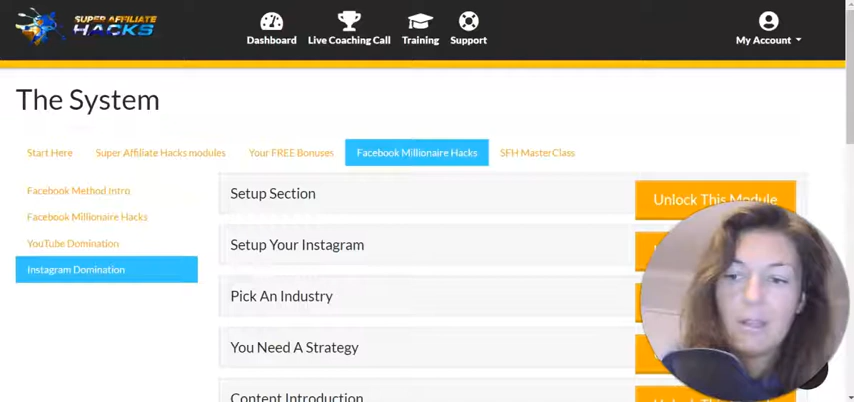 SUPER AFFILIATE
HACKS
Dashboard
Live Coaching Call
Training
Support
My Account
The System
Start Here
Super Affiliate Hacks modules
Your FREE Bonuses
Facebook Millionaire Hacks
SFH MasterClass
Facebook Method Intro
Facebook Millionaire Hacks
YouTube Domination
Instagram Domination
Setup Section
Unlock This Module
Setup Your Instagram
Pick An Industry
You Need A Strategy
Content Introduction